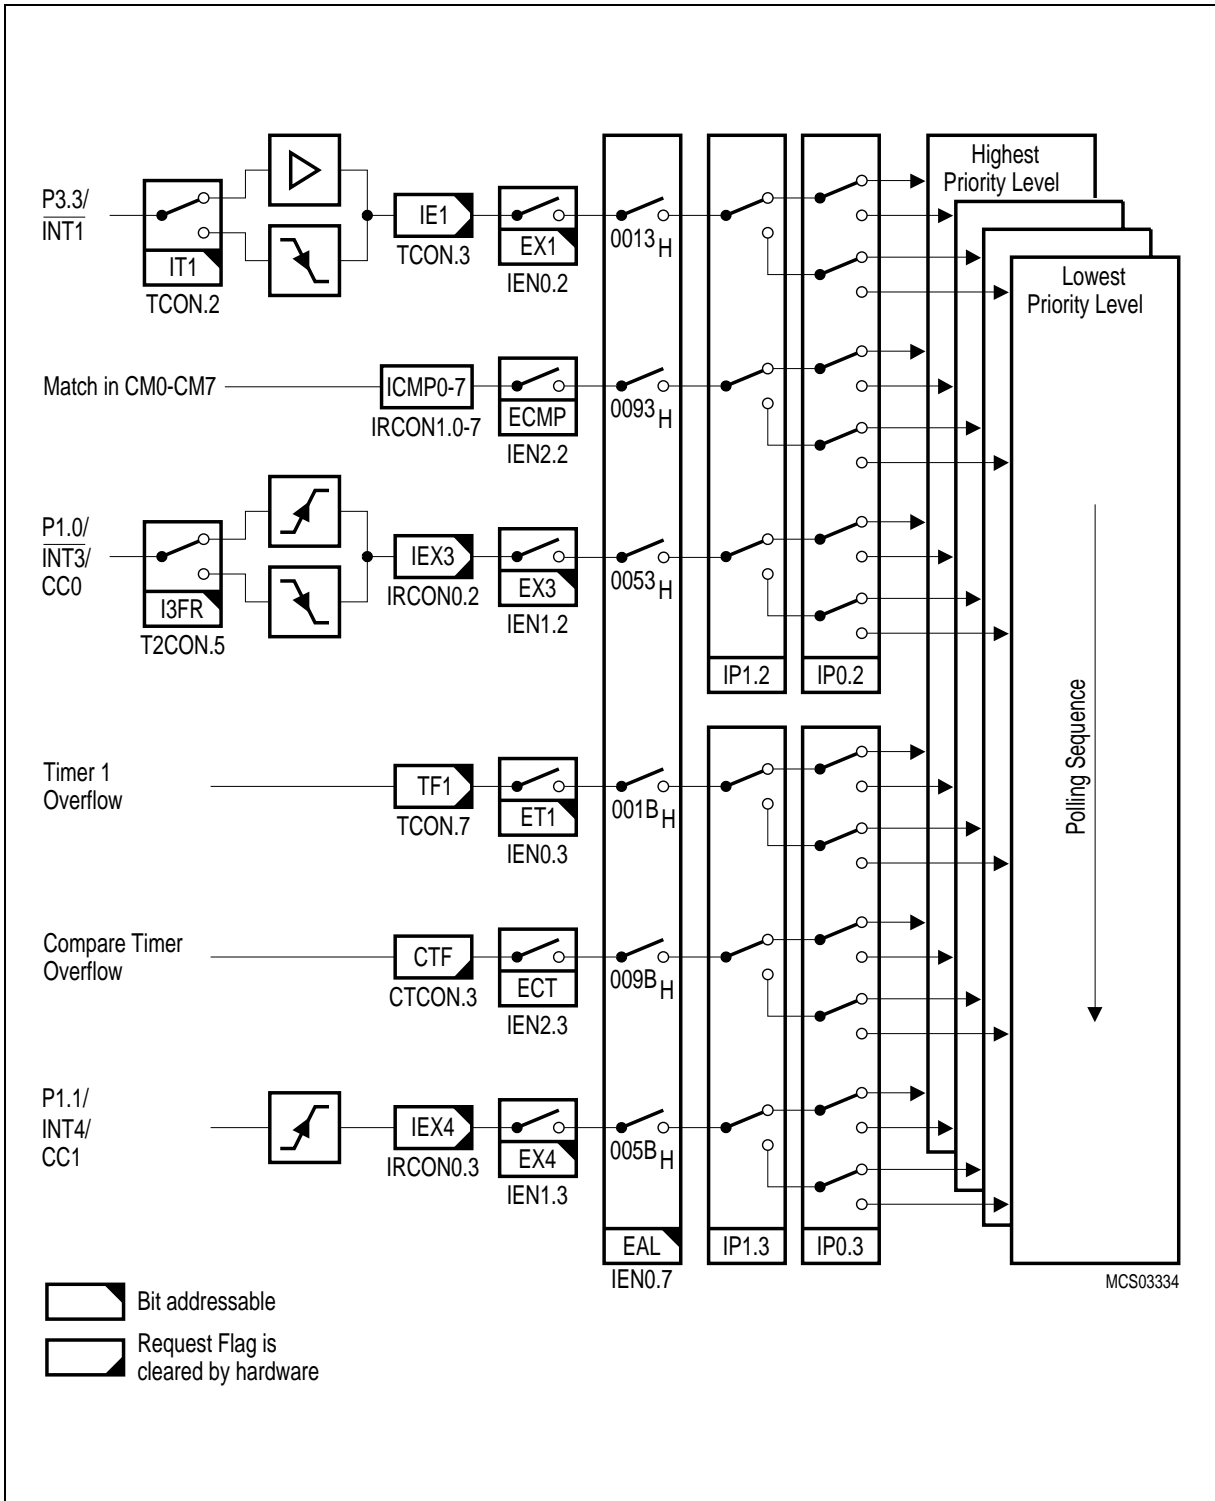 Highest
Priority Level
P3.3/
INT1
IT1
TCON.2
IE1
TCON.3
EX1
IEN0.2
0013H
Lowest
Priority Level
Match in CM0-CM7
ICMP0-7
IRCON1.0-7
ECMP
IEN2.2
0093H
P1.0/
INT3/
CC0
I3FR
T2CON.5
IEX3
IRCON0.2
EX3
IEN1.2
0053H
IP1.2
IP0.2
Polling Sequence
Timer 1
Overflow
TF1
TCON.7
ET1
IEN0.3
001BH
Compare Timer
Overflow
CTF
CTCON.3
ECT
IEN2.3
009BH
P1.1/
INT4/
CC1
IEX4
IRCON0.3
EX4
IEN1.3
005BH
EAL
IEN0.7
IP1.3
IP0.3
MCS03334
Bit addressable
Request Flag is
cleared by hardware